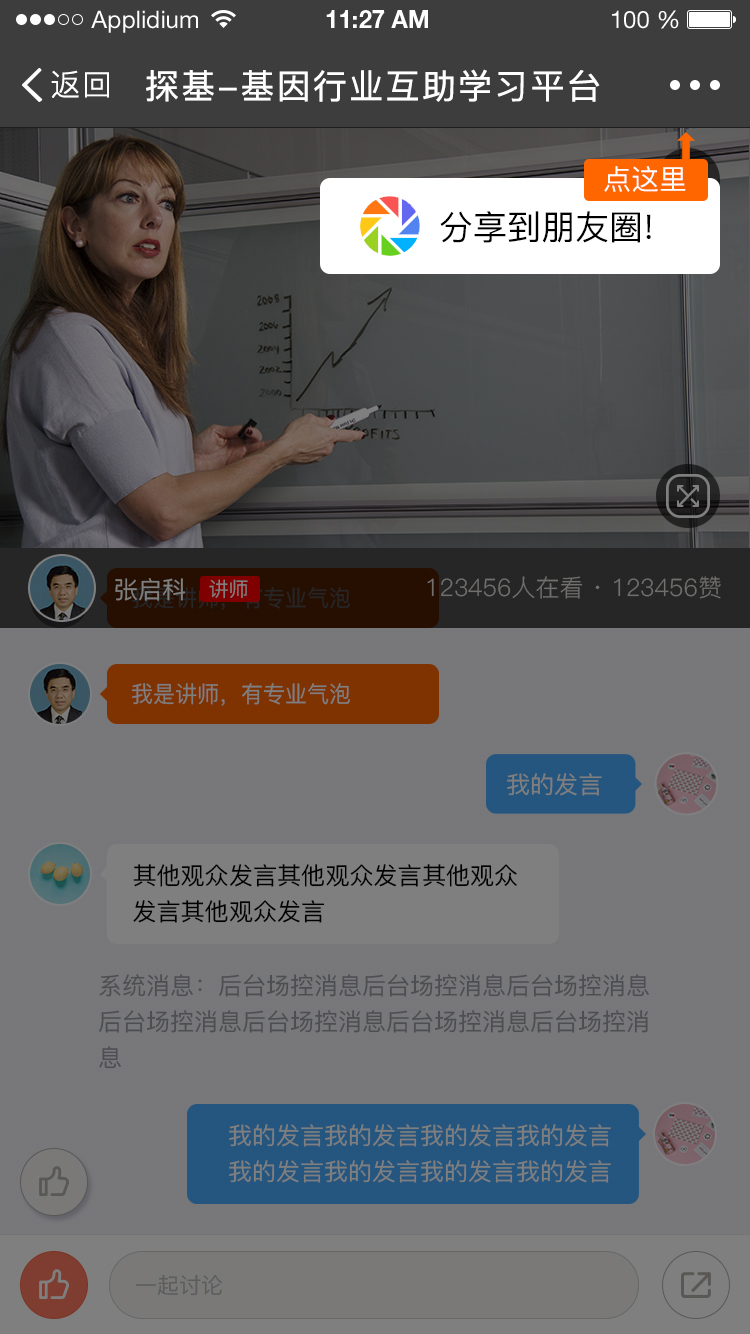 Applidium 11:27 AM 100 %
返回 探基-基因行业互助学习平台
点这里
分享到朋友圈!
2008
2006
2004
2002
2000
张启科 讲师 123456人在看 · 123456赞
我是讲师，有专业气泡
我是讲师，有专业气泡
我的发言
其他观众发言其他观众发言其他观众
发言其他观众发言
系统消息：后台场控消息后台场控消息后台场控消息
后台场控消息后台场控消息后台场控消息后台场控消
息
我的发言我的发言我的发言我的发言
我的发言我的发言我的发言我的发言
一起讨论